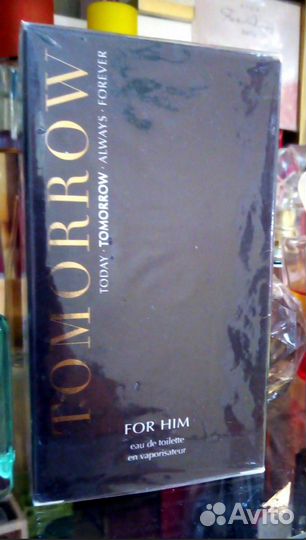 TOMORROW
TODAY · TOMORROW · ALWAYS · FOREVER
FOR HIM
eau de toilette
en vaporisateur
Avito